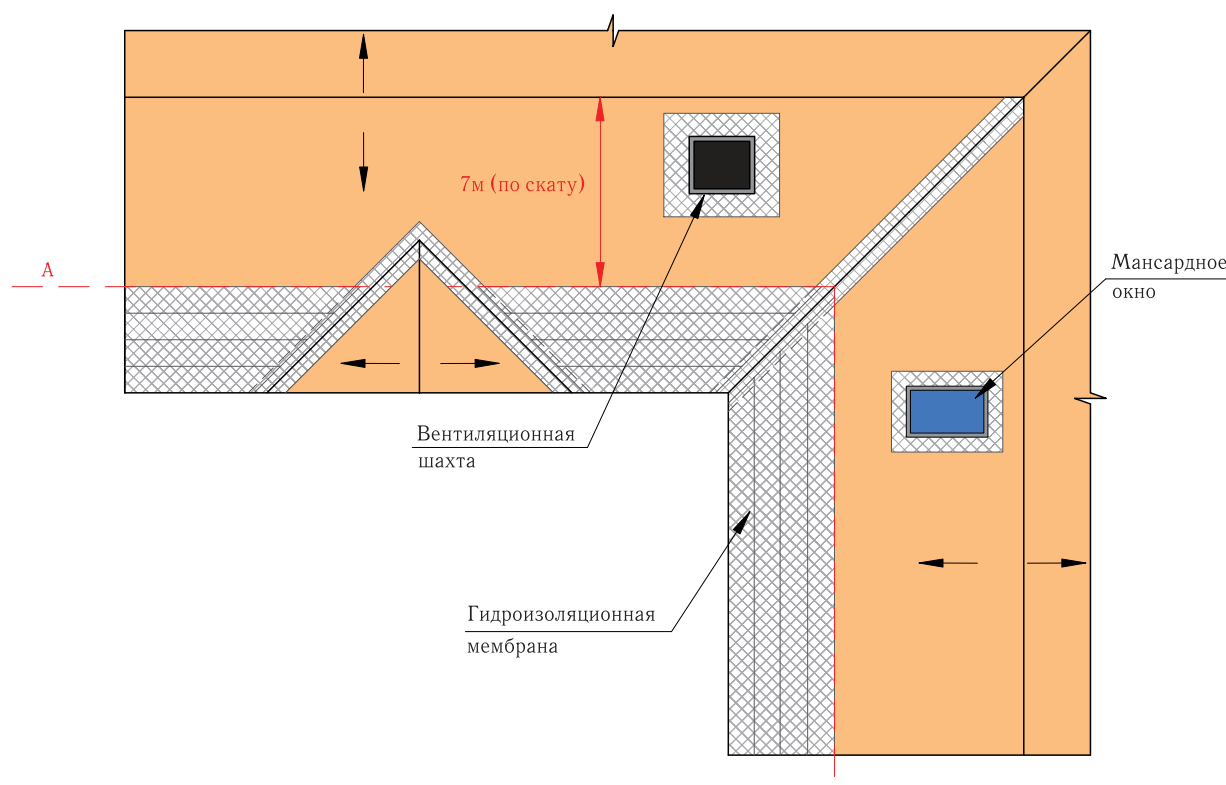 7м (по скату)
А
Мансардное
окно
Вентиляционная
шахта
Гидроизоляционная
мембрана